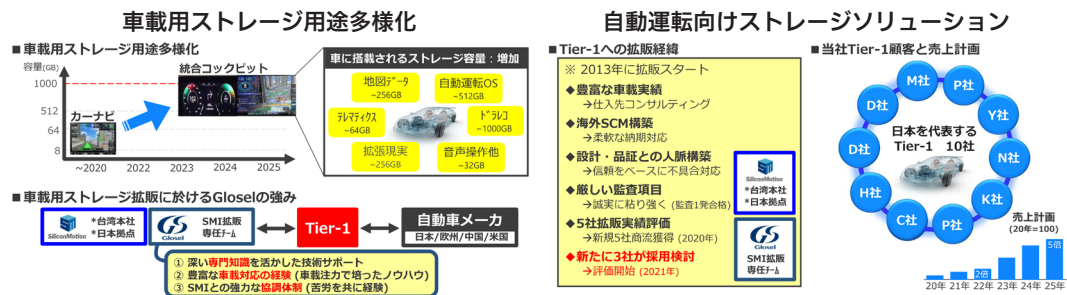 車載用ストレージ用途多様化
■車載用ストレージ用途多様化
容量(GB)
1000
512
64
8
~2020
2022
2023
2024
2025
カーナビ
統合コックピット
車に搭載されるストレージ容量：増加
地図データ
~256GB
自動運転OS
~512GB
テレマティクス
~64GB
ドラレコ
~1000GB
拡張現実
~256GB
音声操作他
~32GB
■車載用ストレージ拡販に於けるGloselの強み
SiliconMotion
*台湾本社
*日本拠点
Glosel
SMI拡販
専任チーム
Tier-1
自動車メーカ
日本/欧州/中国/米国
① 深い専門知識を活かした技術サポート
② 豊富な車載対応の経験 (車載注力で培ったノウハウ)
③ SMIとの強力な協調体制 (苦労を共に経験)
自動運転向けストレージソリューション
■Tier-1への拡販経緯
※ 2013年に拡販スタート
◆豊富な車載実績
→仕入先コンサルティング
◆海外SCM構築
→柔軟な納期対応
◆設計・品証との人脈構築
→信頼をベースに不具合対応
◆厳しい監査項目
→誠実に粘り強く (監査1発合格)
◆5社拡販実績評価
→新規5社商流獲得 (2020年)
◆新たに3社が採用検討
→評価開始 (2021年)
SiliconMotion
*台湾本社
*日本拠点
Glosel
SMI拡販
専任チーム
■当社Tier-1顧客と売上計画
M社
P社
Y社
N社
K社
P社
C社
H社
D社
D社
日本を代表する
Tier-1 10社
売上計画
(20年=100)
2倍
5倍
20年 21年 22年 23年 24年 25年